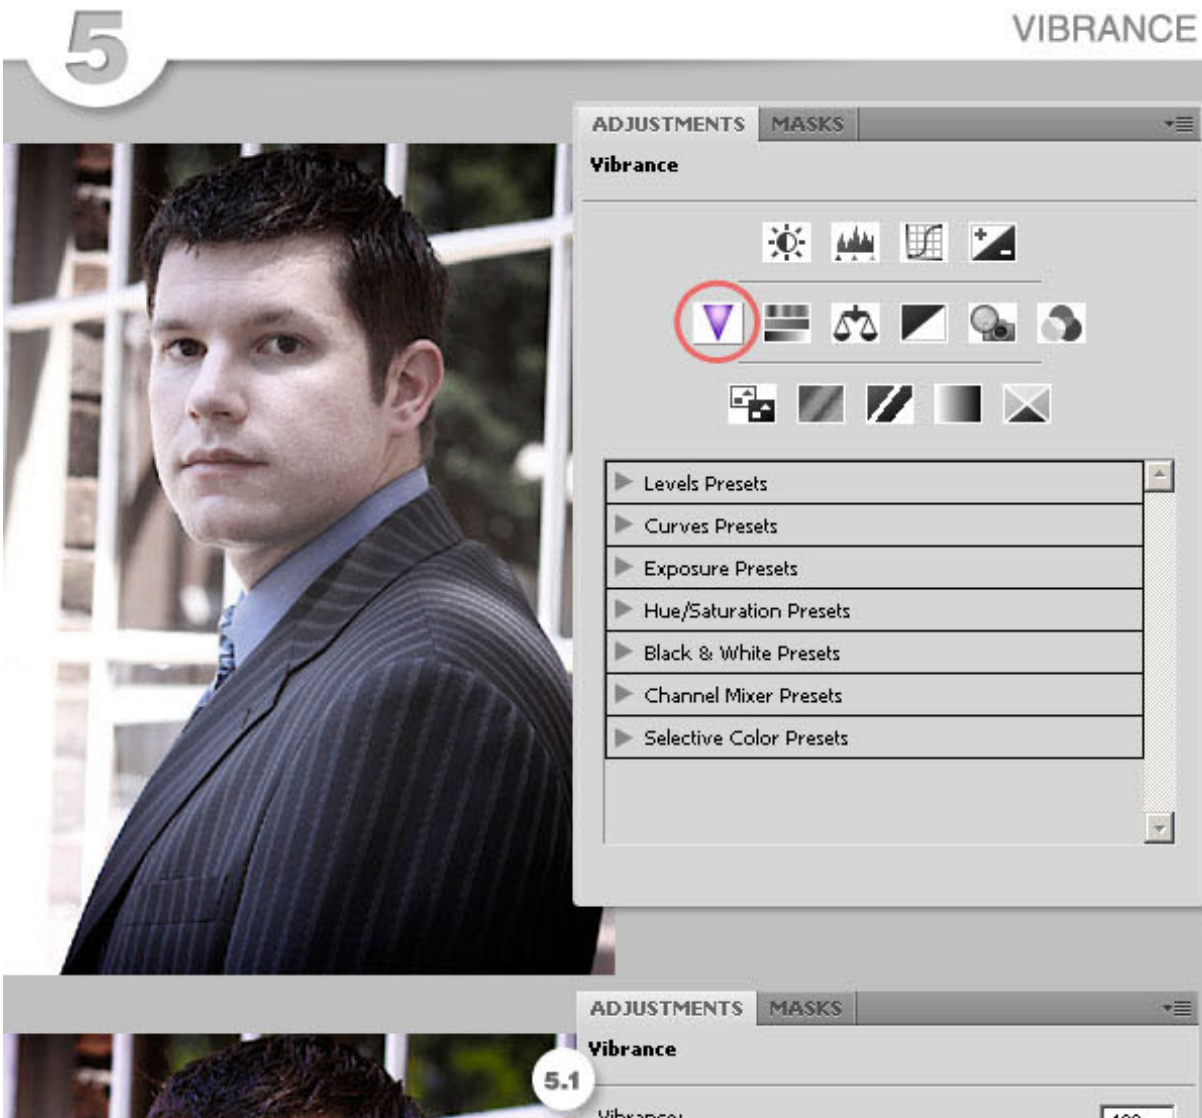 5
VIBRANCE
ADJUSTMENTS MASKS
Vibrance
Levels Presets
Curves Presets
Exposure Presets
Hue/Saturation Presets
Black & White Presets
Channel Mixer Presets
Selective Color Presets
ADJUSTMENTS MASKS
5.1
Vibrance
Vibrance: